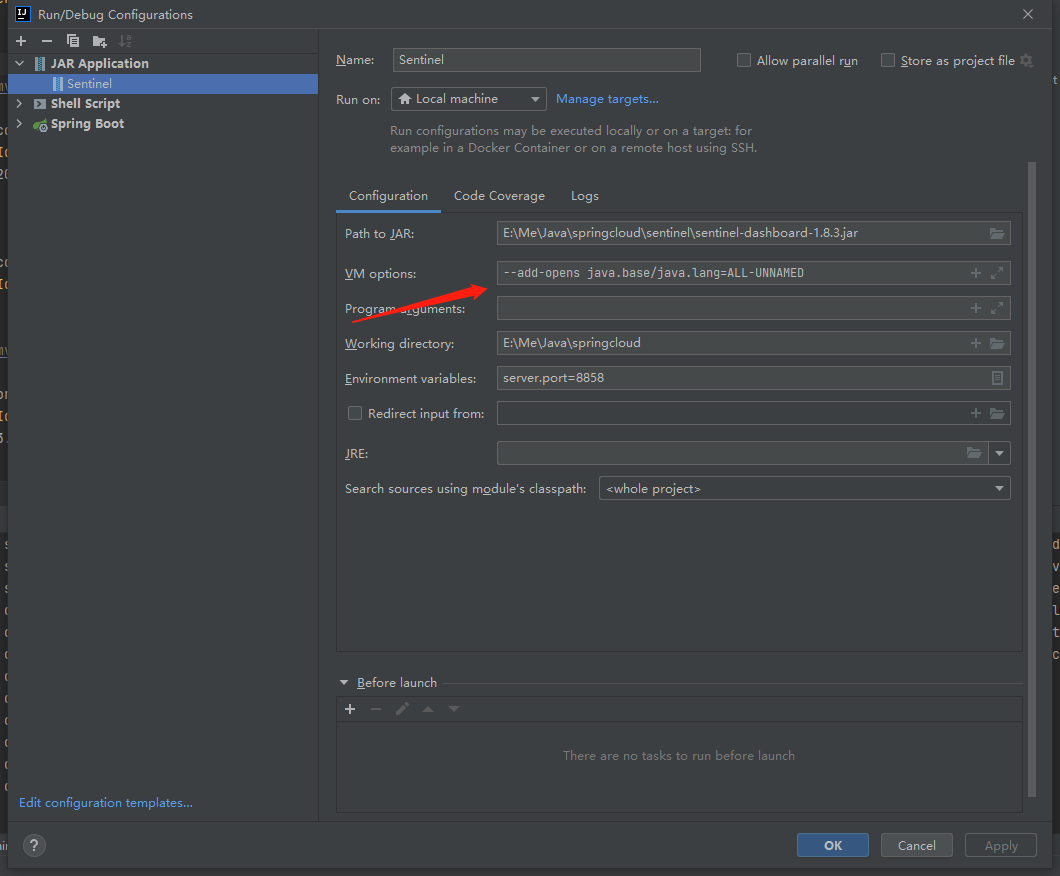 Run/Debug Configurations
JAR Application
Sentinel
Shell Script
Spring Boot
Edit configuration templates...
Name:
Sentinel
Allow parallel run
Store as project file
Run on:
Local machine
Manage targets...
Run configurations may be executed locally or on a target: for
example in a Docker Container or on a remote host using SSH.
Configuration
Code Coverage
Logs
Path to JAR:
E:\Me\Java\springcloud\sentinel\sentinel-dashboard-1.8.3.jar
VM options:
--add-opens java.base/java.lang=ALL-UNNAMED
Program arguments:
Working directory:
E:\Me\Java\springcloud
Environment variables:
server.port=8858
Redirect input from:
JRE:
Search sources using module's classpath:
<whole project>
Before launch
There are no tasks to run before launch
?
OK
Cancel
Apply